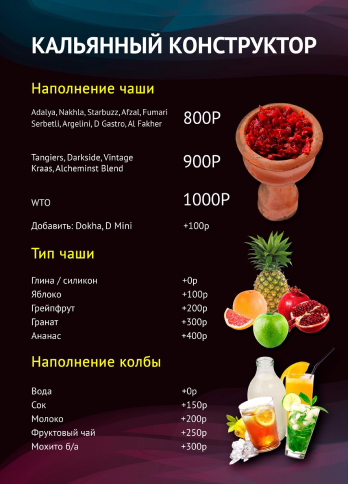 КАЛЬЯННЫЙ КОНСТРУКТОР
Наполнение чаши
Adalya, Nakhla, Starbuzz, Afzal, Fumari
Serbetli, Argelini, D Gastro, Al Fakher
800Р
Tangiers, Darkside, Vintage
Kraas, Alcheminst Blend
900Р
WTO
1000Р
Добавить: Dokha, D Mini +100р
Тип чаши
Глина / силикон +0р
Яблоко +100р
Грейпфрут +200р
Гранат +300р
Ананас +400р
Наполнение колбы
Вода +0р
Сок +150р
Молоко +200р
Фруктовый чай +250р
Мохито б/а +300р